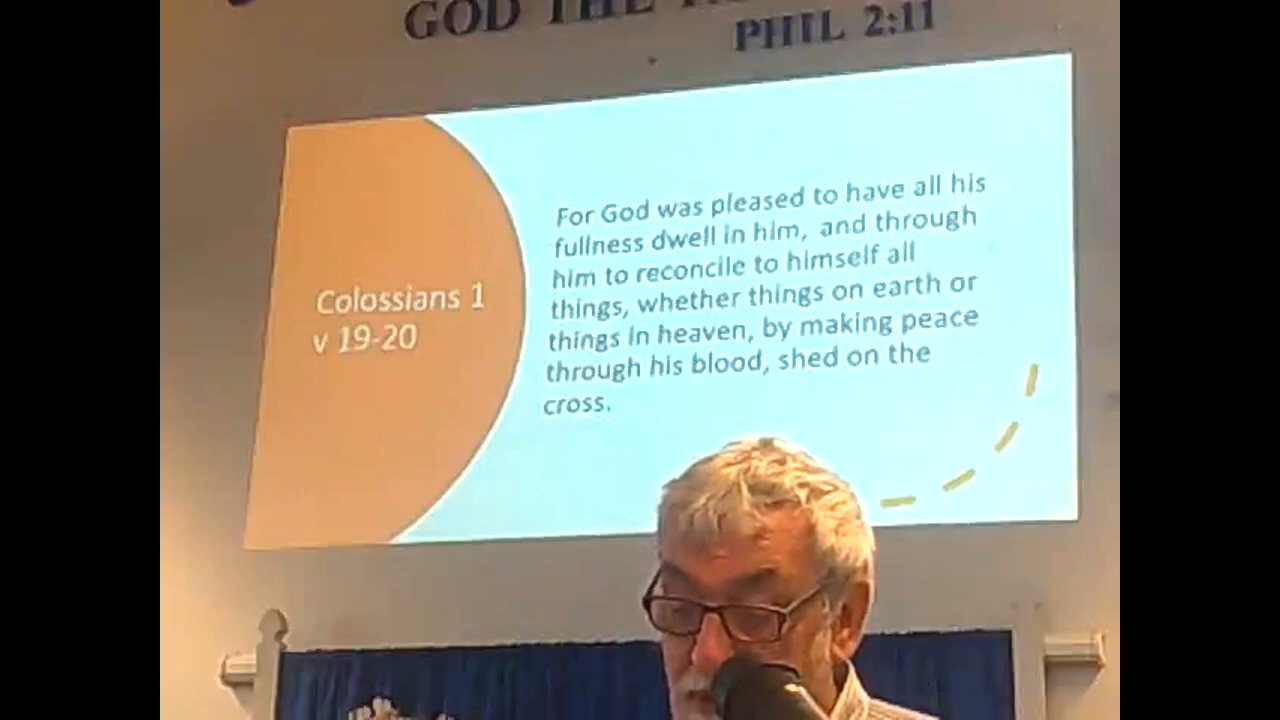 GOD THE
PHIL 2:11
For God was pleased to have all his
fullness dwell in him, and through
him to reconcile to himself all
things, whether things on earth or
things in heaven, by making peace
through his blood, shed on the
cross.
Colossians 1
v 19-20